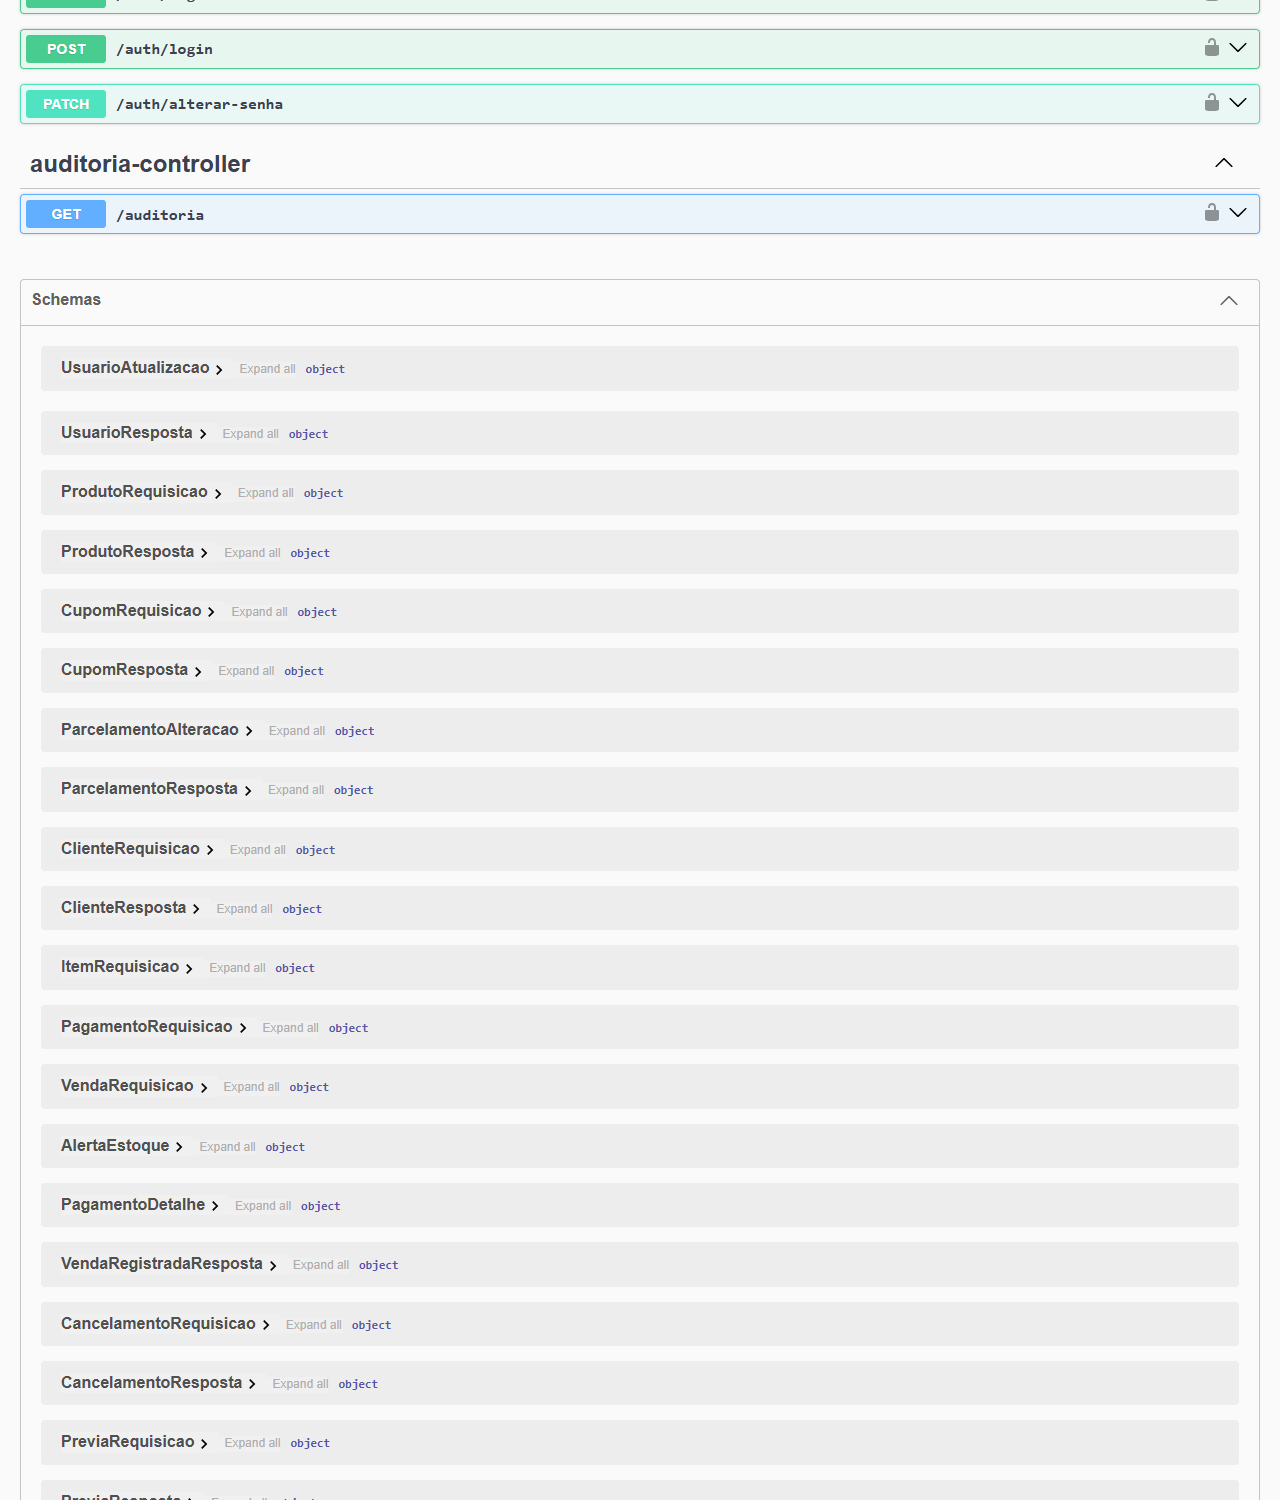 POST /auth/login
PATCH /auth/alterar-senha
auditoria-controller
GET /auditoria
Schemas
UsuarioAtualizacao Expand all object
UsuarioResposta Expand all object
ProdutoRequisicao Expand all object
ProdutoResposta Expand all object
CupomRequisicao Expand all object
CupomResposta Expand all object
ParcelamentoAlteracao Expand all object
ParcelamentoResposta Expand all object
ClienteRequisicao Expand all object
ClienteResposta Expand all object
ItemRequisicao Expand all object
PagamentoRequisicao Expand all object
VendaRequisicao Expand all object
AlertaEstoque Expand all object
PagamentoDetalhe Expand all object
VendaRegistradaResposta Expand all object
CancelamentoRequisicao Expand all object
CancelamentoResposta Expand all object
PreviaRequisicao Expand all object
PreviaResposta Expand all object